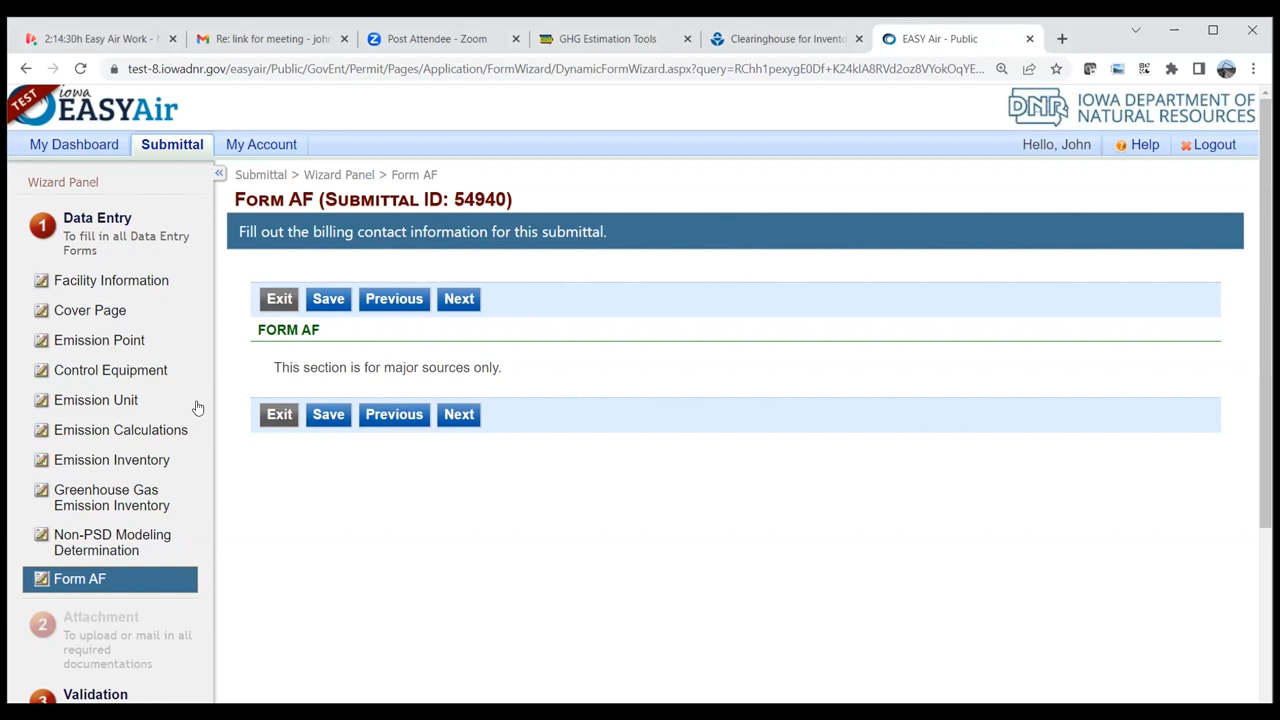 2:14:30h Easy Air Work -
Re: link for meeting - john
Post Attendee - Zoom
GHG Estimation Tools
Clearinghouse for Invento
EASY Air - Public
test-8.iowadnr.gov/easyair/Public/GovEnt/Permit/Pages/Application/FormWizard/DynamicFormWizard.aspx?query=RChh1pexygE0Df+K24kIA8RVd2oz8VYokOqYE...
TEST
iowa
EASYAir
DNR
IOWA DEPARTMENT OF
NATURAL RESOURCES
My Dashboard
Submittal
My Account
Hello, John
Help
Logout
Wizard Panel
1
Data Entry
To fill in all Data Entry
Forms
Facility Information
Cover Page
Emission Point
Control Equipment
Emission Unit
Emission Calculations
Emission Inventory
Greenhouse Gas
Emission Inventory
Non-PSD Modeling
Determination
Form AF
2
Attachment
To upload or mail in all
required
documentations
3
Validation
Submittal > Wizard Panel > Form AF
FORM AF (SUBMITTAL ID: 54940)
Fill out the billing contact information for this submittal.
Exit
Save
Previous
Next
FORM AF
This section is for major sources only.
Exit
Save
Previous
Next